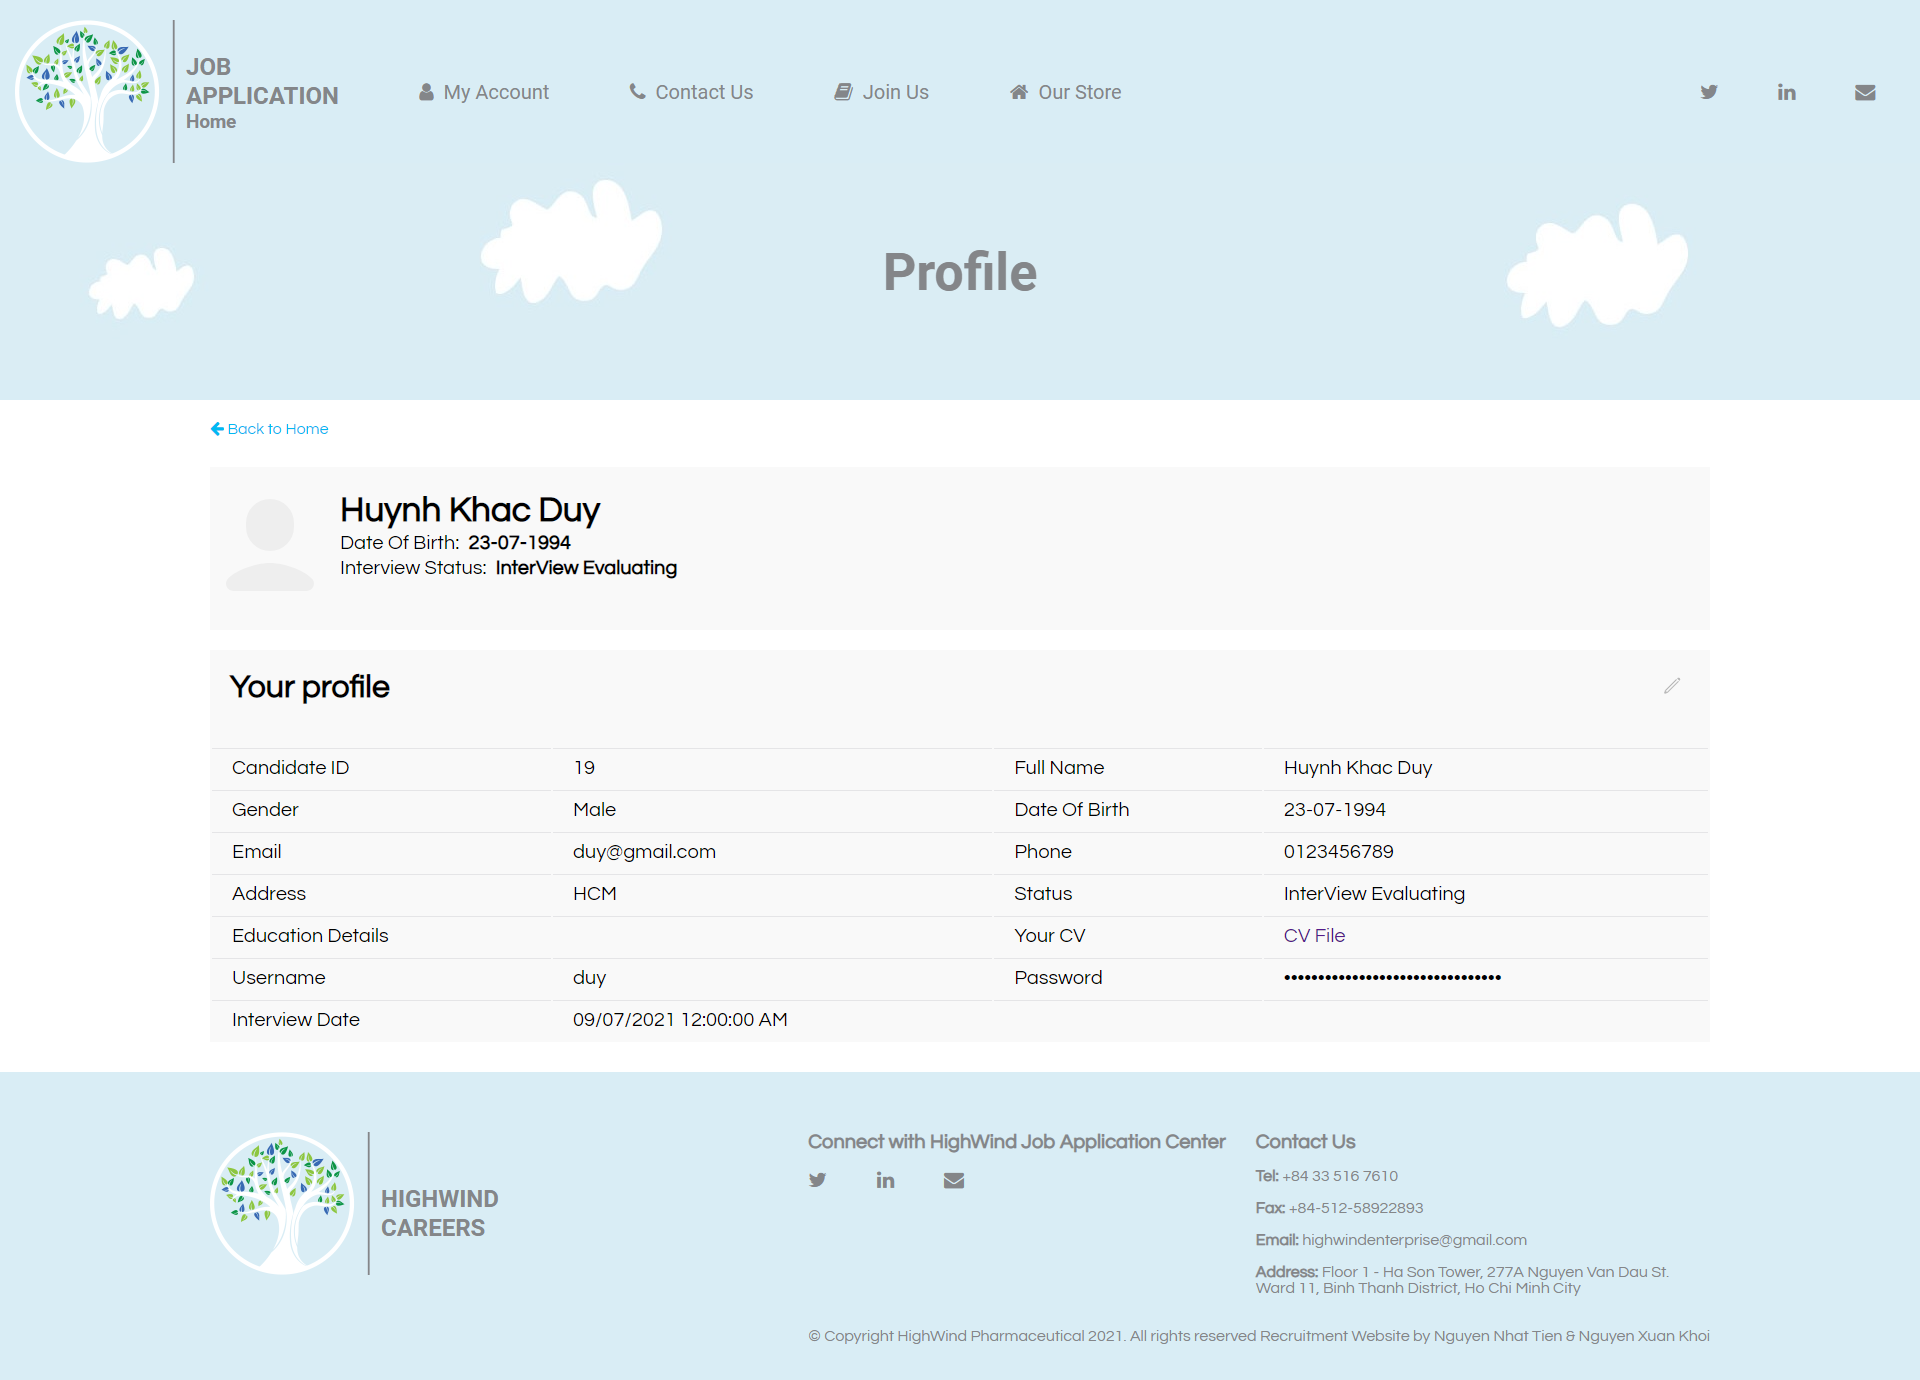 JOB
APPLICATION
Home
My Account
Contact Us
Join Us
Our Store
Profile
Back to Home
Huynh Khac Duy
Date Of Birth: 23-07-1994
Interview Status: InterView Evaluating
Your profile
Candidate ID 19 Full Name Huynh Khac Duy
Gender Male Date Of Birth 23-07-1994
Email duy@gmail.com Phone 0123456789
Address HCM Status InterView Evaluating
Education Details Your CV CV File
Username duy Password ••••••••••••••••••••••••••••••••
Interview Date 09/07/2021 12:00:00 AM
HIGHWIND
CAREERS
Connect with HighWind Job Application Center
Contact Us
Tel: +84 33 516 7610
Fax: +84-512-58922893
Email: highwindenterprise@gmail.com
Address: Floor 1 - Ha Son Tower, 277A Nguyen Van Dau St.
Ward 11, Binh Thanh District, Ho Chi Minh City
© Copyright HighWind Pharmaceutical 2021. All rights reserved Recruitment Website by Nguyen Nhat Tien & Nguyen Xuan Khoi